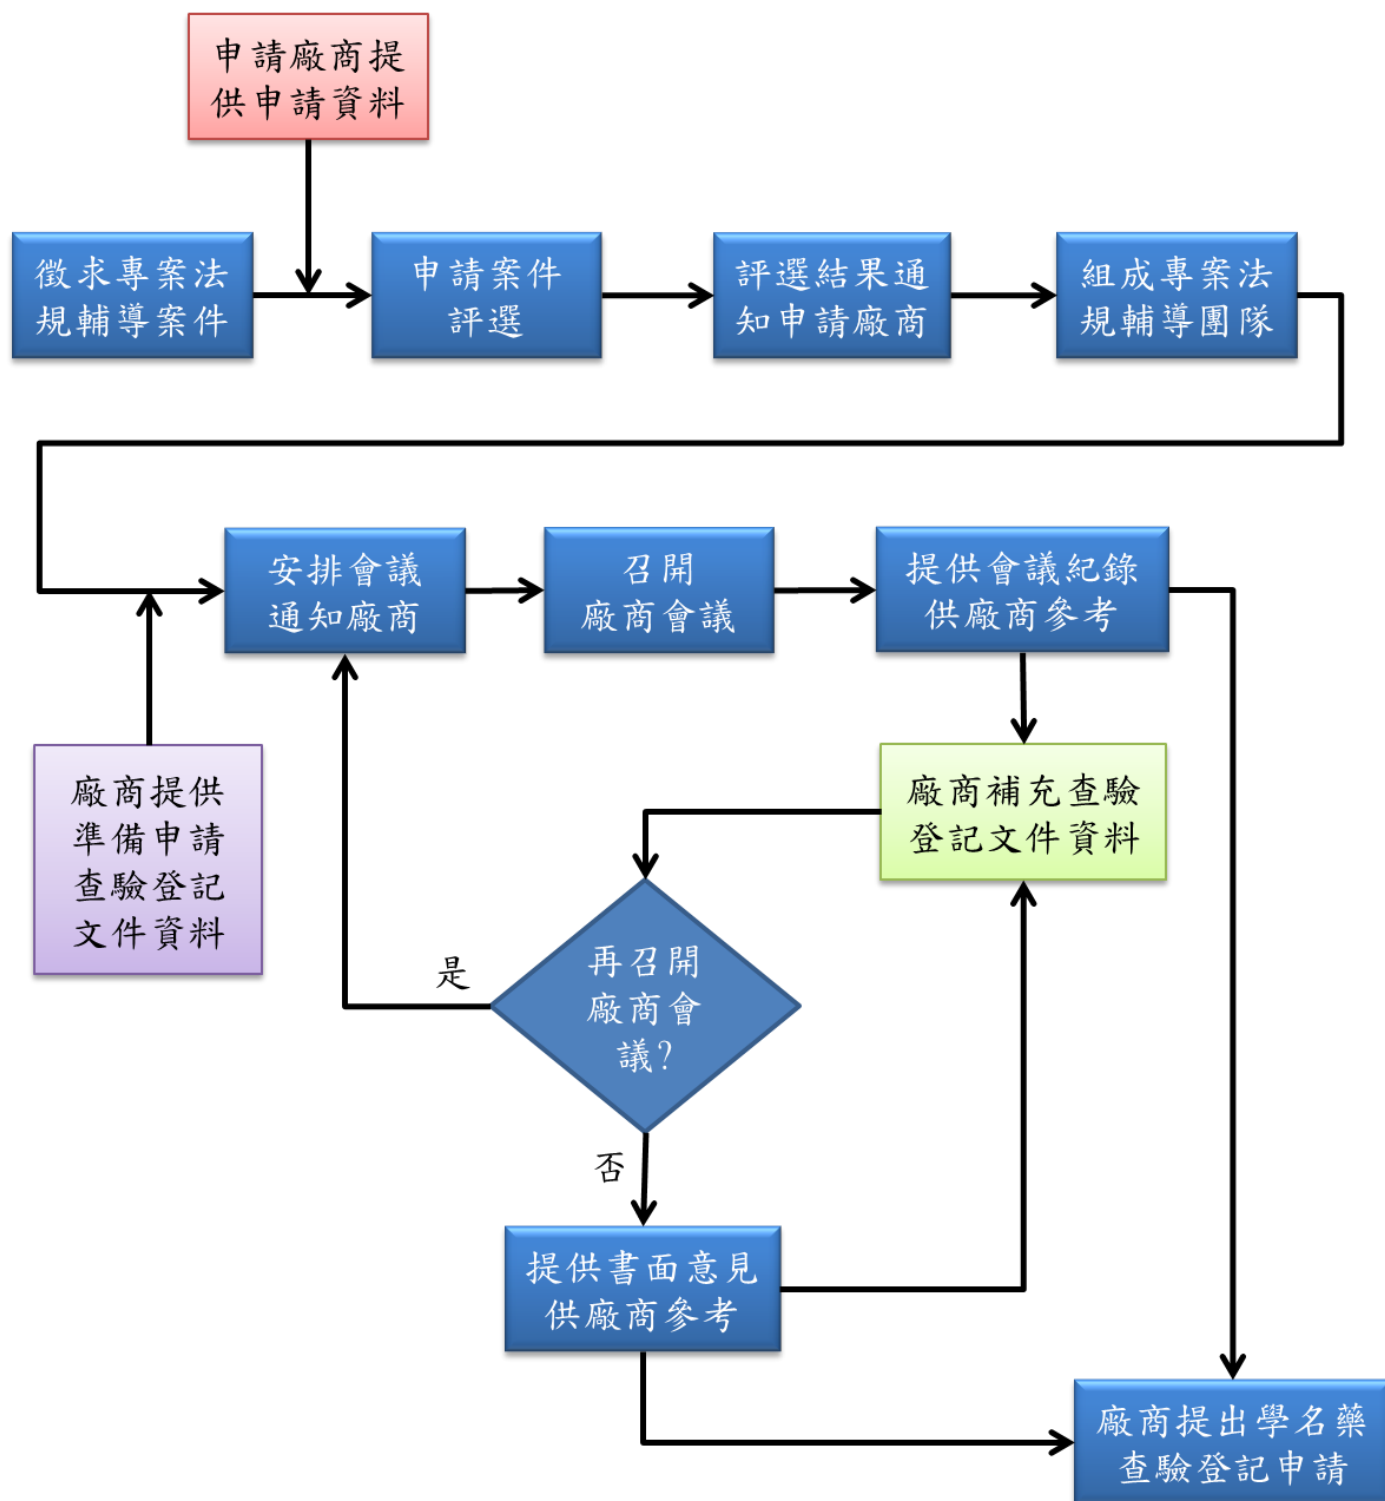 申請廠商提
供申請資料
徵求專案法
規輔導案件
申請案件
評選
評選結果通
知申請廠商
組成專案法
規輔導團隊
安排會議
通知廠商
召開
廠商會議
提供會議紀錄
供廠商參考
廠商提供
準備申請
查驗登記
文件資料
廠商補充查驗
登記文件資料
再召開
廠商會
議?
是
否
提供書面意見
供廠商參考
廠商提出學名藥
查驗登記申請